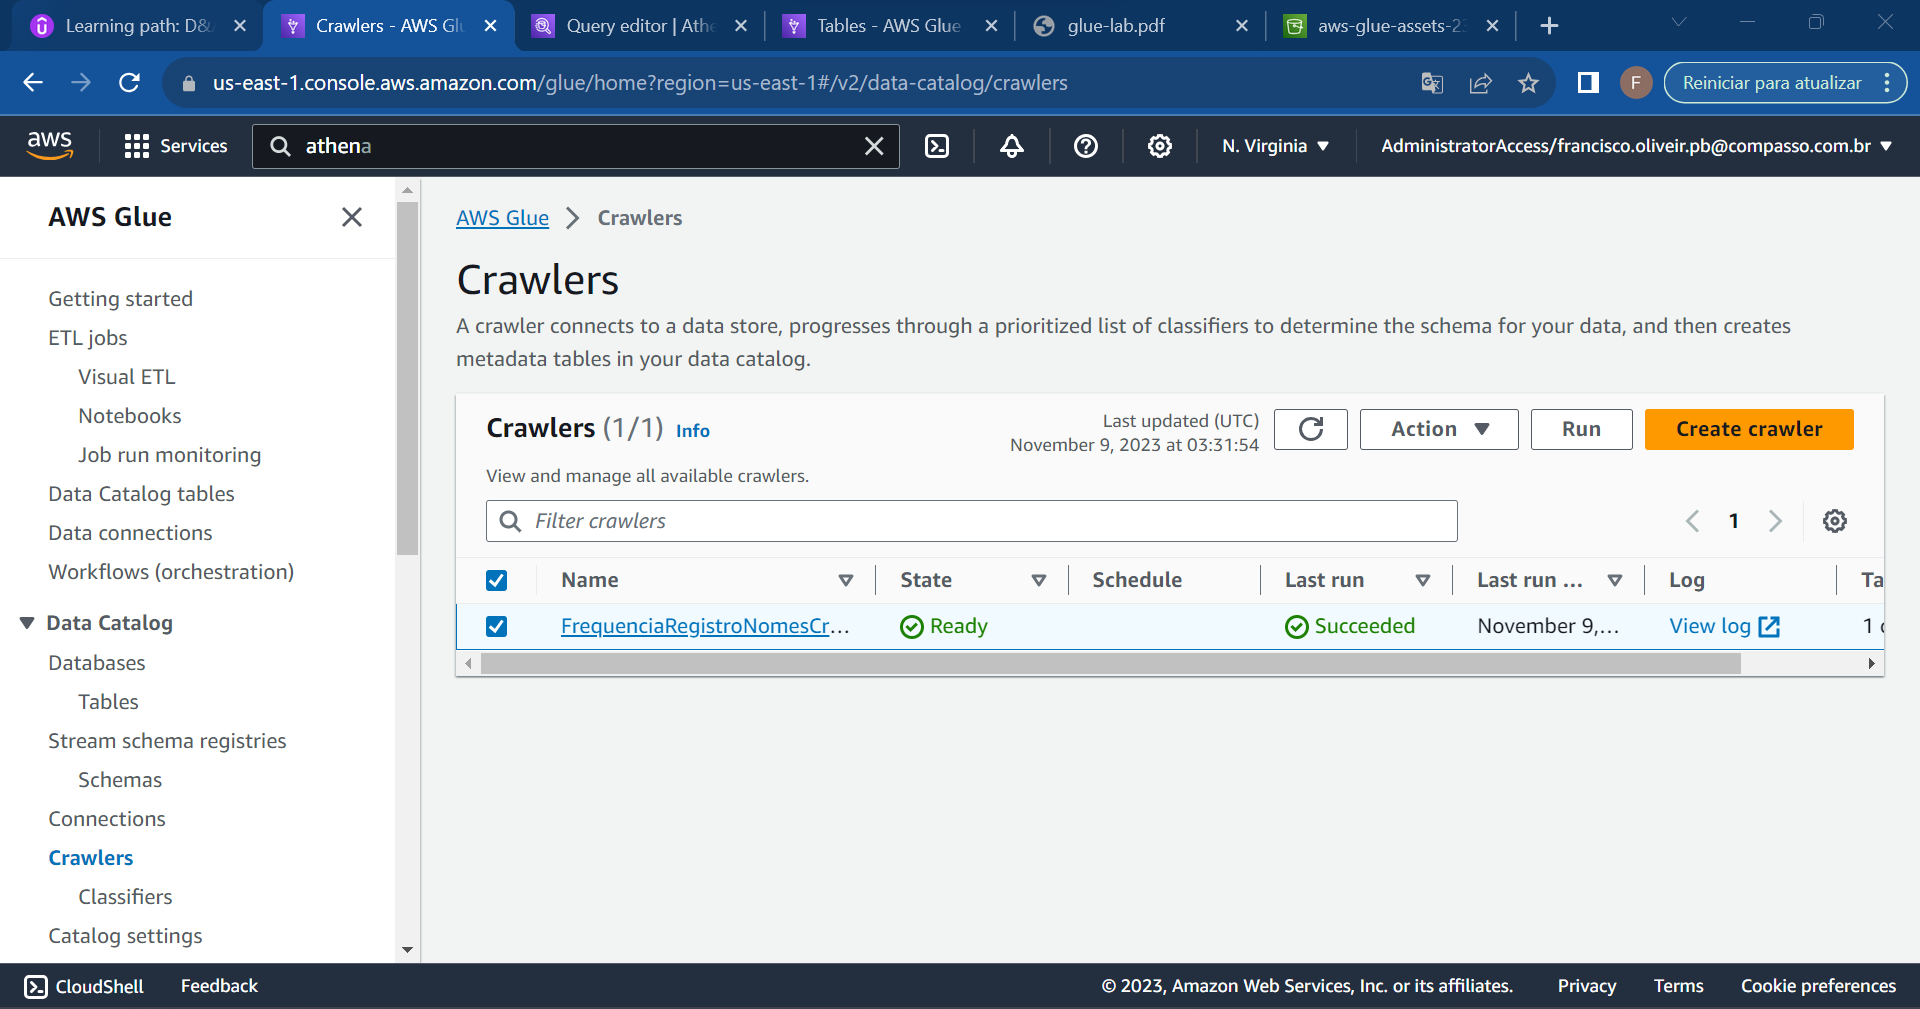 Learning path: D&
Crawlers - AWS Glu
Query editor | Athe
Tables - AWS Glue
glue-lab.pdf
aws-glue-assets-23
us-east-1.console.aws.amazon.com/glue/home?region=us-east-1#/v2/data-catalog/crawlers
F
Reiniciar para atualizar
aws
Services
athena
N. Virginia
AdministratorAccess/francisco.oliveir.pb@compasso.com.br
AWS Glue
Getting started
ETL jobs
Visual ETL
Notebooks
Job run monitoring
Data Catalog tables
Data connections
Workflows (orchestration)
Data Catalog
Databases
Tables
Stream schema registries
Schemas
Connections
Crawlers
Classifiers
Catalog settings
AWS Glue > Crawlers
Crawlers
A crawler connects to a data store, progresses through a prioritized list of classifiers to determine the schema for your data, and then creates
metadata tables in your data catalog.
Crawlers (1/1) Info
Last updated (UTC)
November 9, 2023 at 03:31:54
Action
Run
Create crawler
View and manage all available crawlers.
Filter crawlers
1
Name State Schedule Last run Last run ... Log Ta
FrequenciaRegistroNomesCr... Ready Succeeded November 9,... View log 1 c
CloudShell
Feedback
© 2023, Amazon Web Services, Inc. or its affiliates.
Privacy
Terms
Cookie preferences